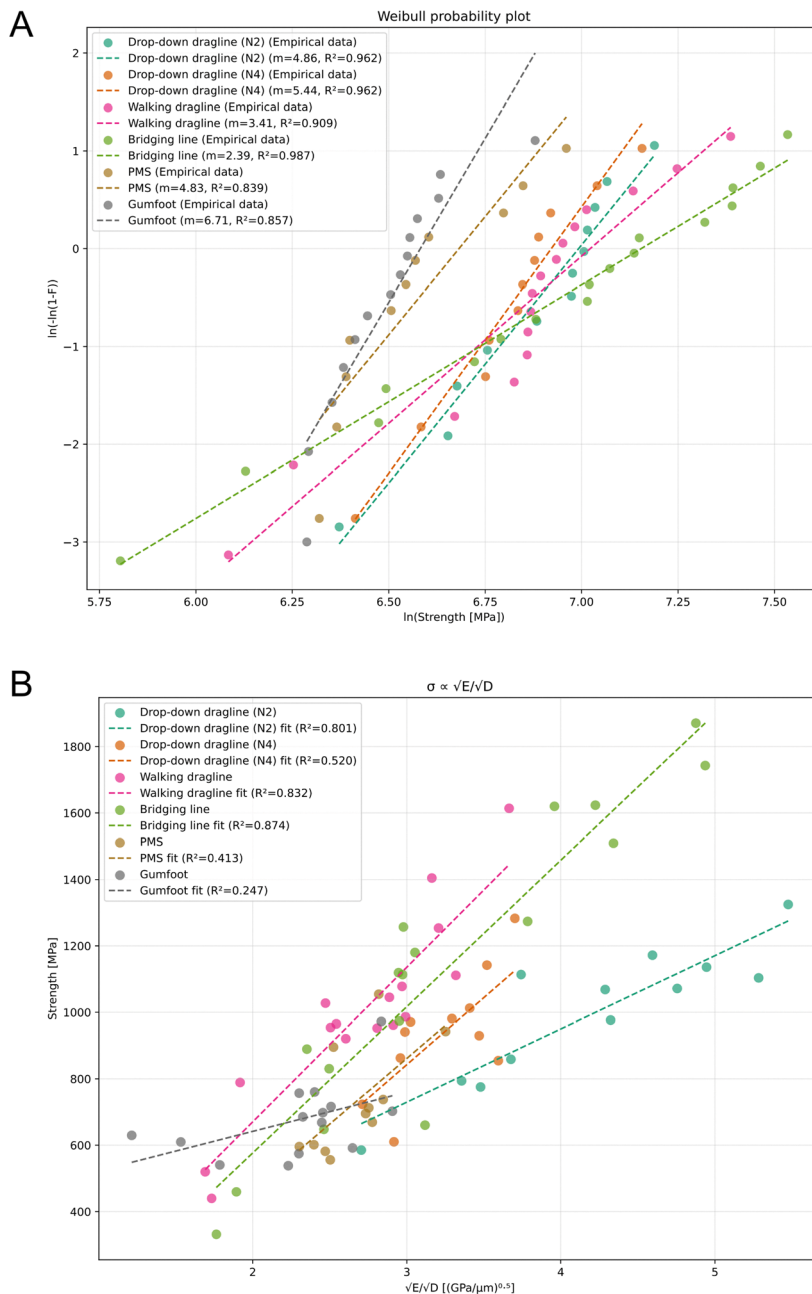 A
Weibull probability plot
Drop-down dragline (N2) (Empirical data)
Drop-down dragline (N2) (m=4.86, R²=0.962)
Drop-down dragline (N4) (Empirical data)
Drop-down dragline (N4) (m=5.44, R²=0.962)
Walking dragline (Empirical data)
Walking dragline (m=3.41, R²=0.909)
Bridging line (Empirical data)
Bridging line (m=2.39, R²=0.987)
PMS (Empirical data)
PMS (m=4.83, R²=0.839)
Gumfoot (Empirical data)
Gumfoot (m=6.71, R²=0.857)
ln(-ln(1-F))
2
1
0
−1
−2
−3
5.75
6.00
6.25
6.50
6.75
7.00
7.25
7.50
ln(Strength [MPa])
B
σ ∝ √E/√D
Drop-down dragline (N2)
Drop-down dragline (N2) fit (R²=0.801)
Drop-down dragline (N4)
Drop-down dragline (N4) fit (R²=0.520)
Walking dragline
Walking dragline fit (R²=0.832)
Bridging line
Bridging line fit (R²=0.874)
PMS
PMS fit (R²=0.413)
Gumfoot
Gumfoot fit (R²=0.247)
Strength [MPa]
1800
1600
1400
1200
1000
800
600
400
2
3
4
5
√E/√D [(GPa/μm)⁰·⁵]